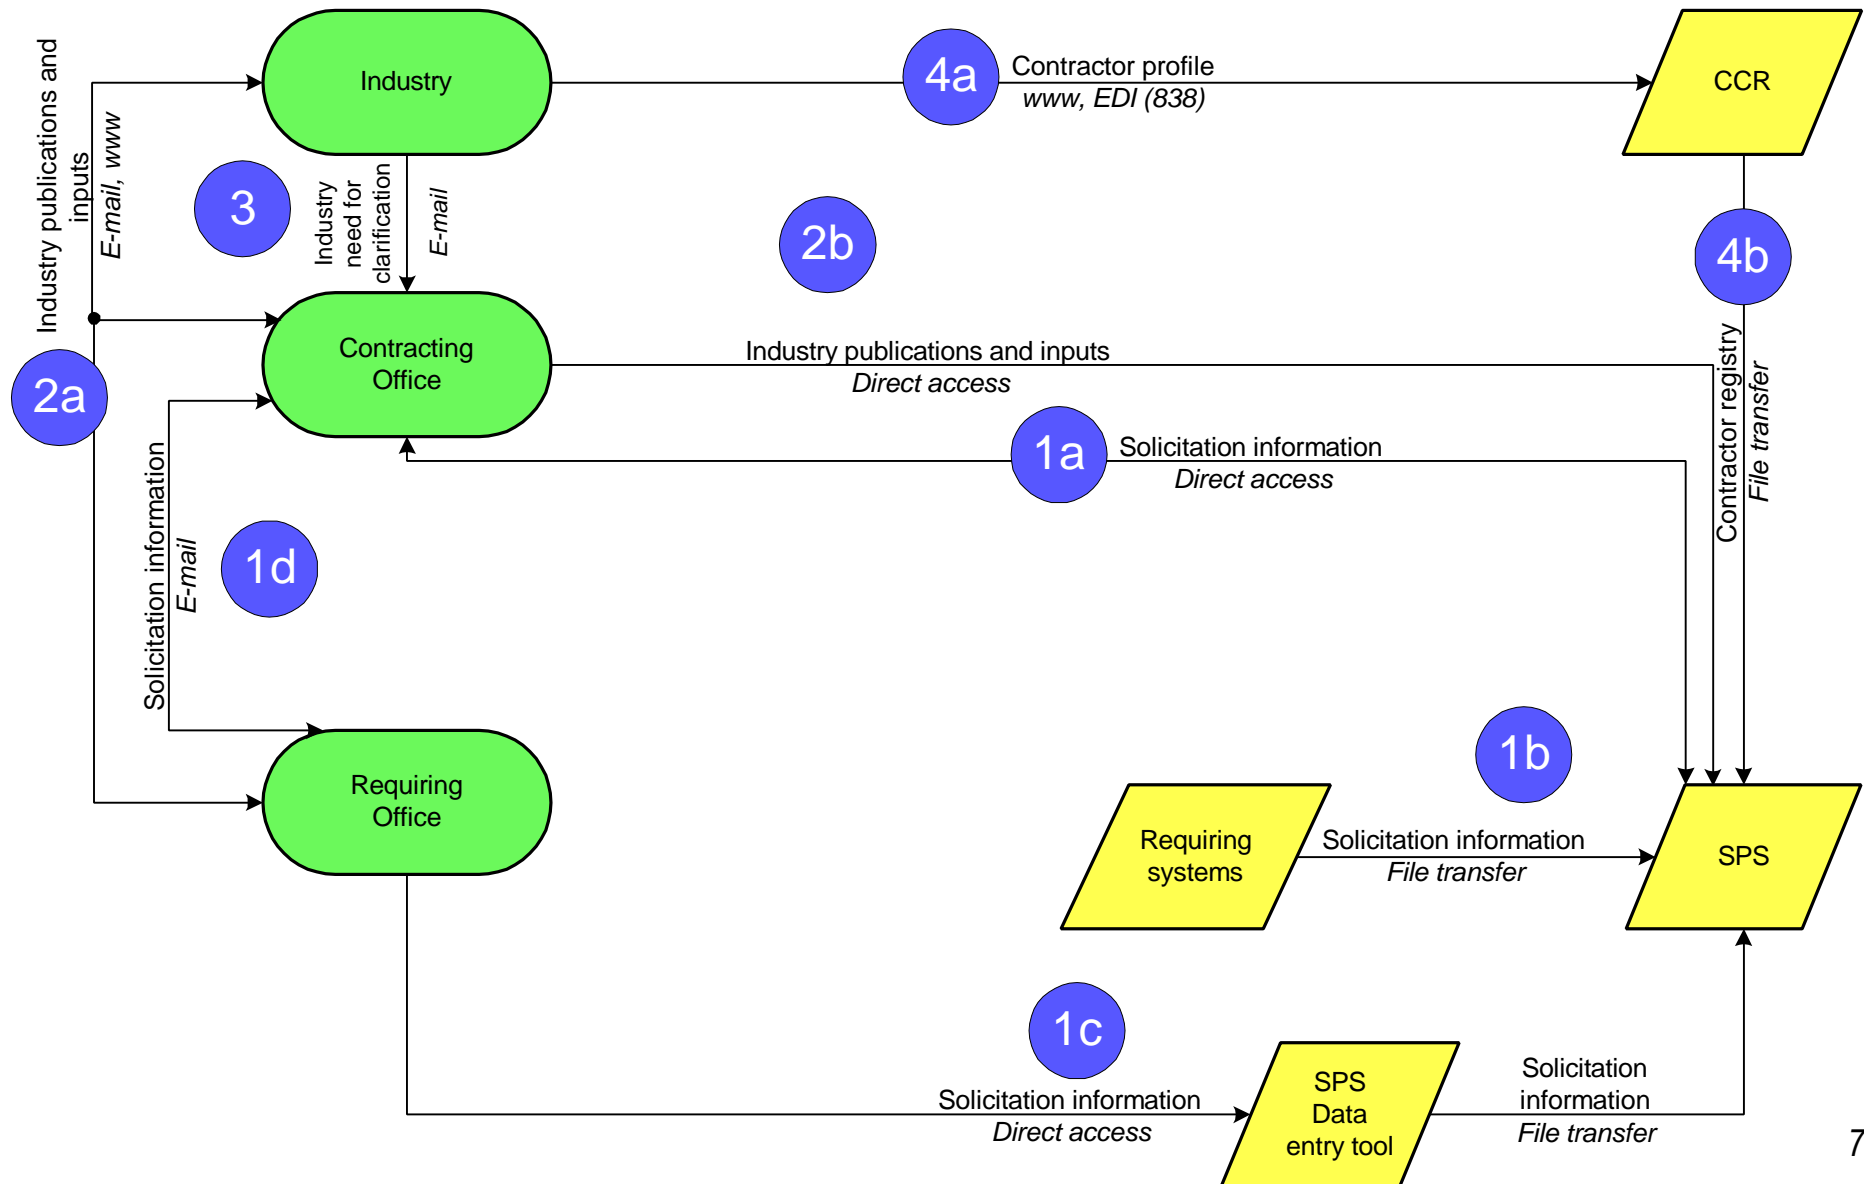 Industry
4a
Contractor profile
www, EDI (838)
CCR
Industry publications and
inputs
E-mail, www
3
Industry
need for
clarification
E-mail
2b
4b
2a
Contracting
Office
Industry publications and inputs
Direct access
Contractor registry
File transfer
1a
Solicitation information
Direct access
Solicitation information
E-mail
1d
Requiring
Office
1b
Requiring
systems
Solicitation information
File transfer
SPS
1c
Solicitation information
Direct access
SPS
Data
entry tool
Solicitation
information
File transfer
7